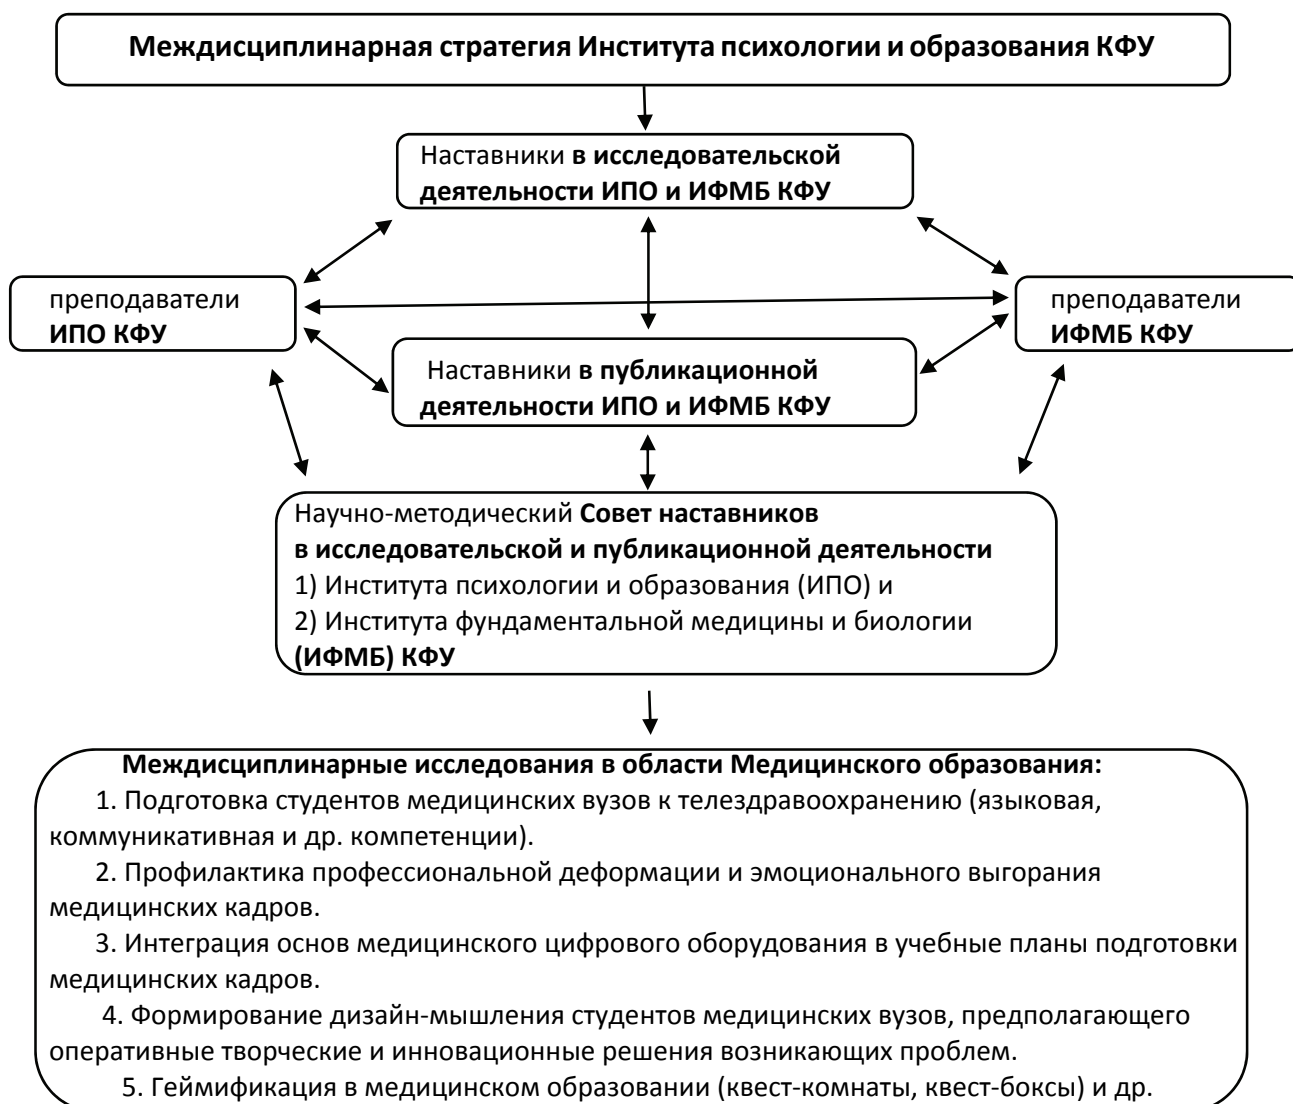 Междисциплинарная стратегия Института психологии и образования КФУ
Наставники в исследовательской
деятельности ИПО и ИФМБ КФУ
преподаватели
ИПО КФУ
преподаватели
ИФМБ КФУ
Наставники в публикационной
деятельности ИПО и ИФМБ КФУ
Научно-методический Совет наставников
в исследовательской и публикационной деятельности
1) Института психологии и образования (ИПО) и
2) Института фундаментальной медицины и биологии
(ИФМБ) КФУ
Междисциплинарные исследования в области Медицинского образования:
1. Подготовка студентов медицинских вузов к телездравоохранению (языковая,
коммуникативная и др. компетенции).
2. Профилактика профессиональной деформации и эмоционального выгорания
медицинских кадров.
3. Интеграция основ медицинского цифрового оборудования в учебные планы подготовки
медицинских кадров.
4. Формирование дизайн-мышления студентов медицинских вузов, предполагающего
оперативные творческие и инновационные решения возникающих проблем.
5. Геймификация в медицинском образовании (квест-комнаты, квест-боксы) и др.